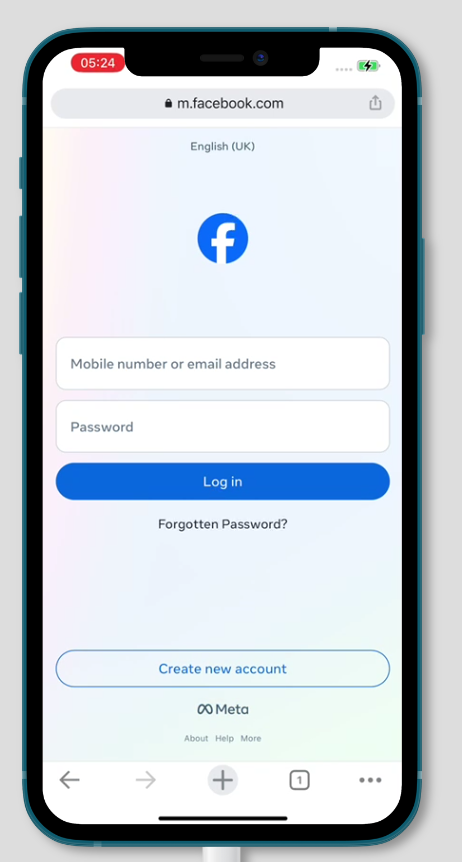 05:24
m.facebook.com
English (UK)
Mobile number or email address
Password
Log in
Forgotten Password?
Create new account
Meta
About Help More
1